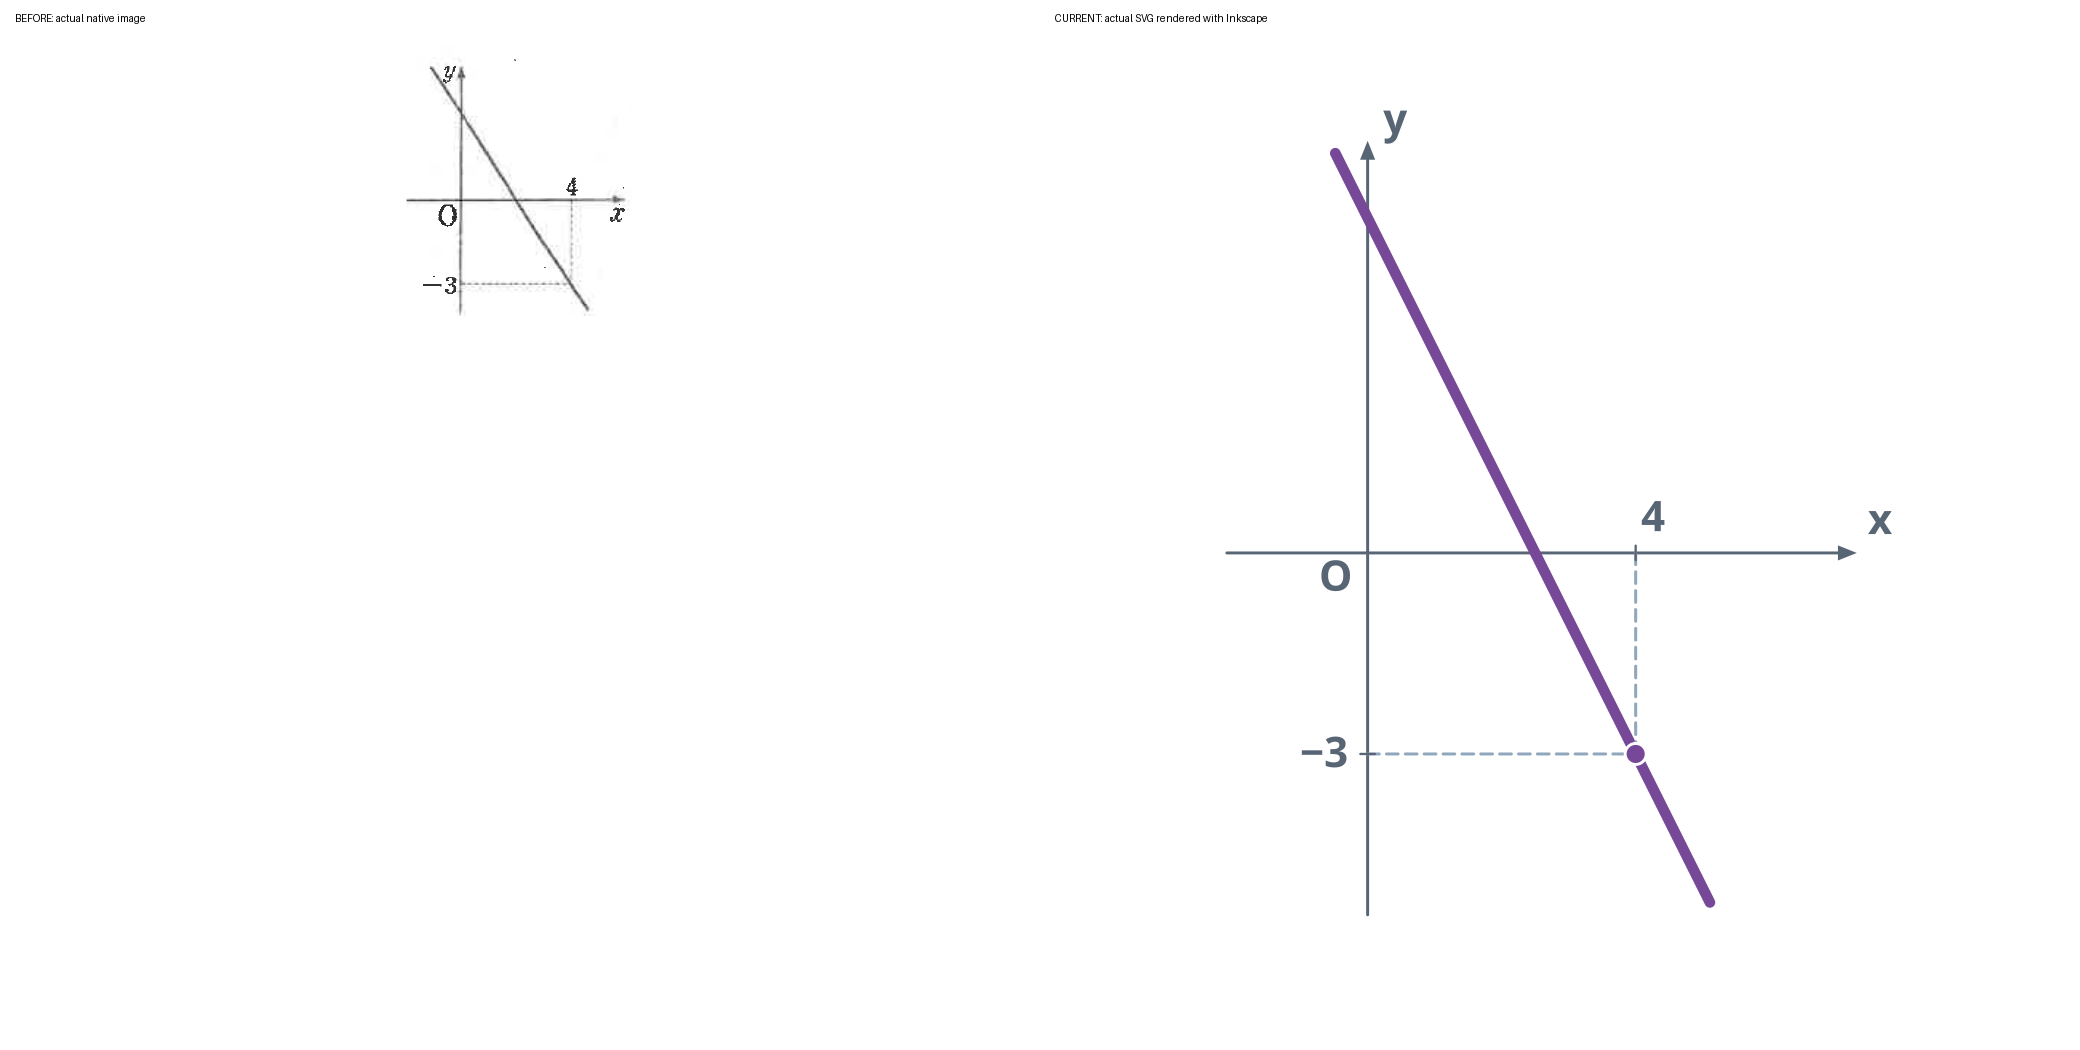 BEFORE: actual native image
y
4
O
x
−3
CURRENT: actual SVG rendered with Inkscape
y
4
x
O
−3